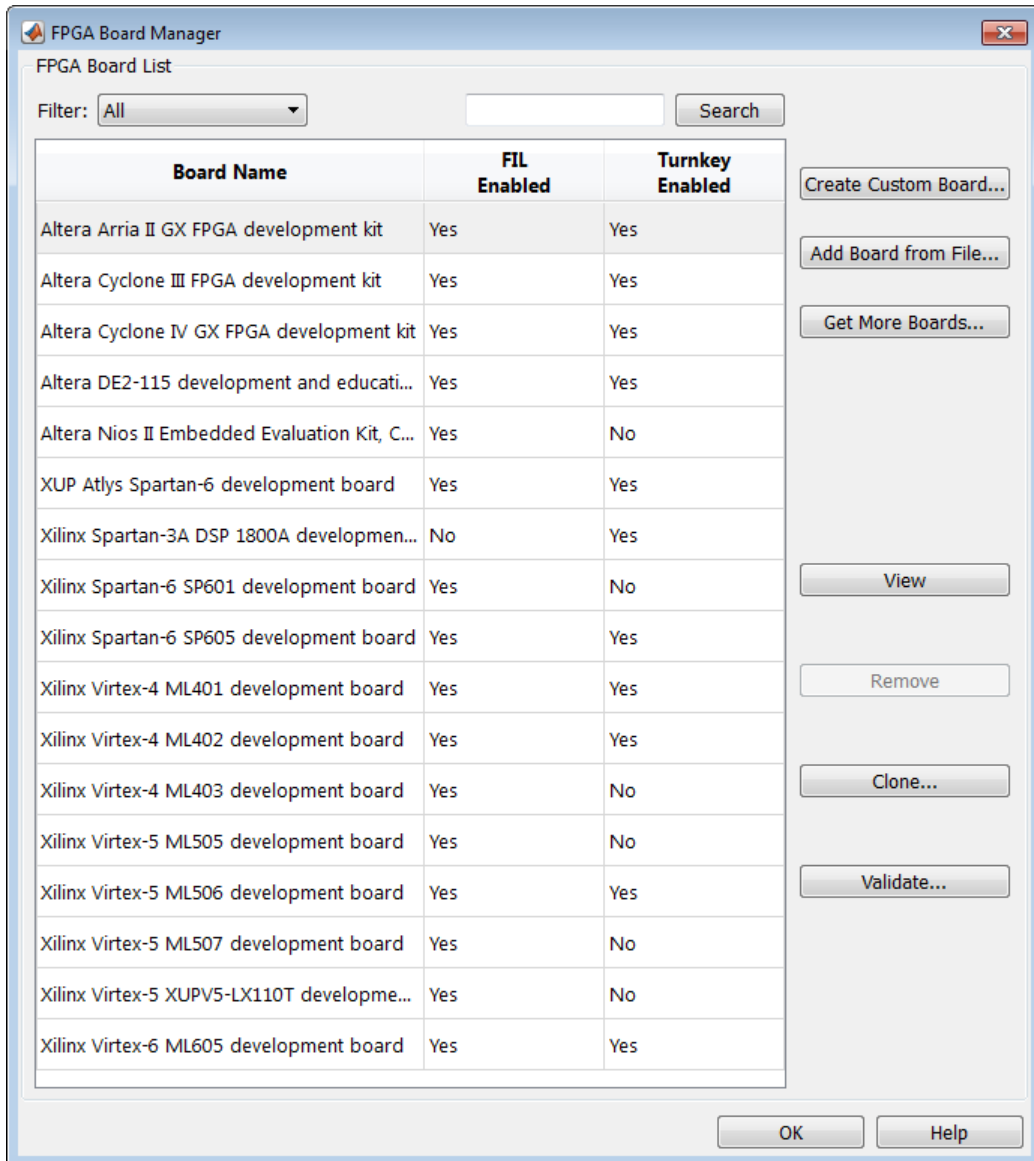 FPGA Board Manager
FPGA Board List
Filter: All Search
Board Name FIL Enabled Turnkey Enabled
Create Custom Board...
Altera Arria II GX FPGA development kit Yes Yes
Add Board from File...
Altera Cyclone III FPGA development kit Yes Yes
Altera Cyclone IV GX FPGA development kit Yes Yes
Get More Boards...
Altera DE2-115 development and educati... Yes Yes
Altera Nios II Embedded Evaluation Kit, C... Yes No
XUP Atlys Spartan-6 development board Yes Yes
Xilinx Spartan-3A DSP 1800A developmen... No Yes
Xilinx Spartan-6 SP601 development board Yes No
View
Xilinx Spartan-6 SP605 development board Yes Yes
Xilinx Virtex-4 ML401 development board Yes Yes
Remove
Xilinx Virtex-4 ML402 development board Yes Yes
Xilinx Virtex-4 ML403 development board Yes No
Clone...
Xilinx Virtex-5 ML505 development board Yes No
Xilinx Virtex-5 ML506 development board Yes Yes
Validate...
Xilinx Virtex-5 ML507 development board Yes No
Xilinx Virtex-5 XUPV5-LX110T developme... Yes No
Xilinx Virtex-6 ML605 development board Yes Yes
OK Help